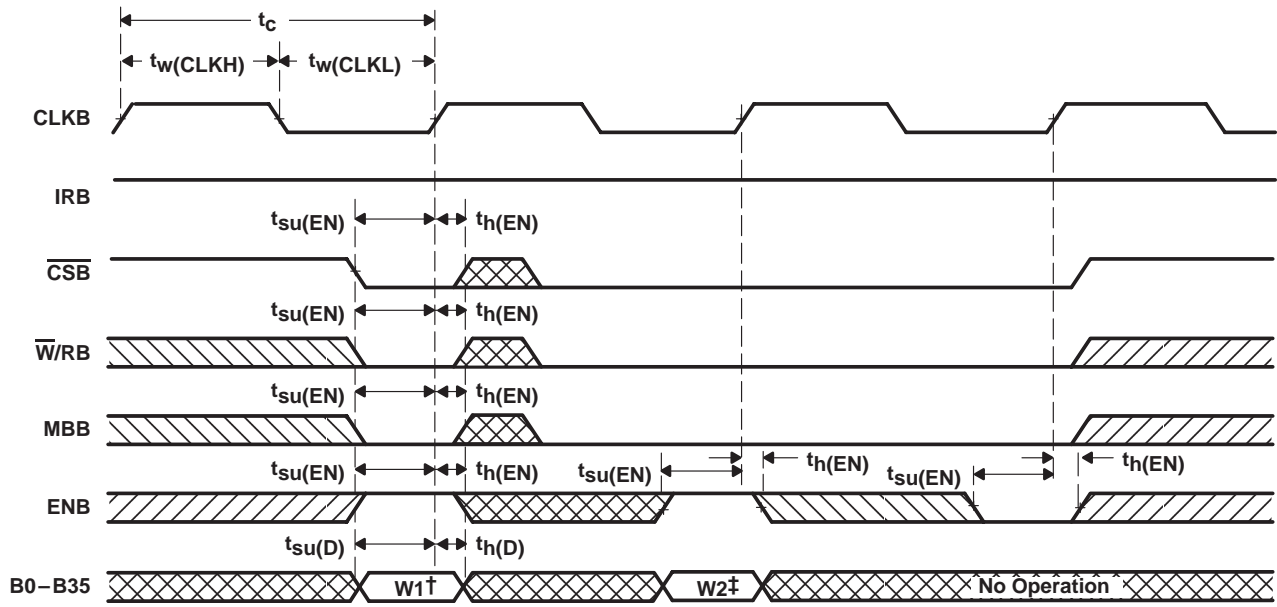 tc
tw(CLKH) tw(CLKL)
CLKB
IRB
tsu(EN) th(EN)
CSB
tsu(EN) th(EN)
W/RB
tsu(EN) th(EN)
MBB
tsu(EN) th(EN) tsu(EN) th(EN) tsu(EN) th(EN)
ENB
tsu(D) th(D)
B0–B35 W1† W2‡ No Operation